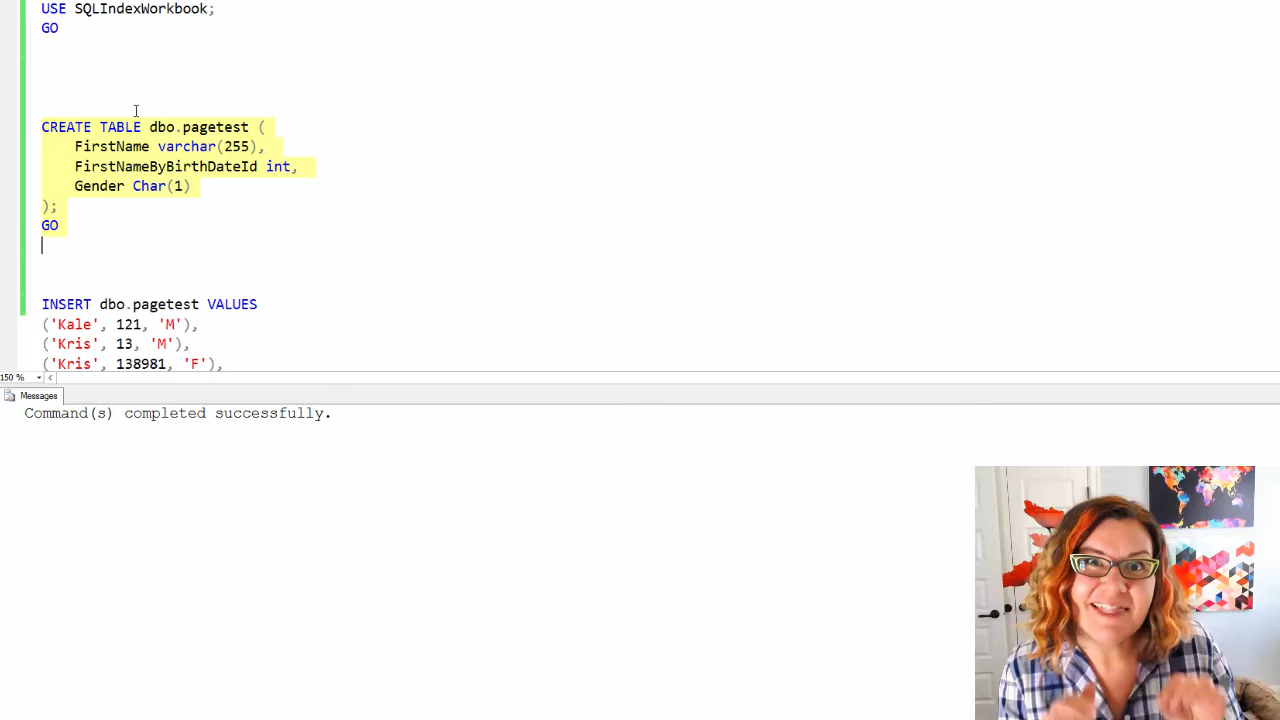 USE SQLIndexWorkbook;
GO
CREATE TABLE dbo.pagetest (
FirstName varchar(255),
FirstNameByBirthDateId int,
Gender Char(1)
);
GO
INSERT dbo.pagetest VALUES
('Kale', 121, 'M'),
('Kris', 13, 'M'),
('Kris', 138981, 'F'),
150 %
Messages
Command(s) completed successfully.